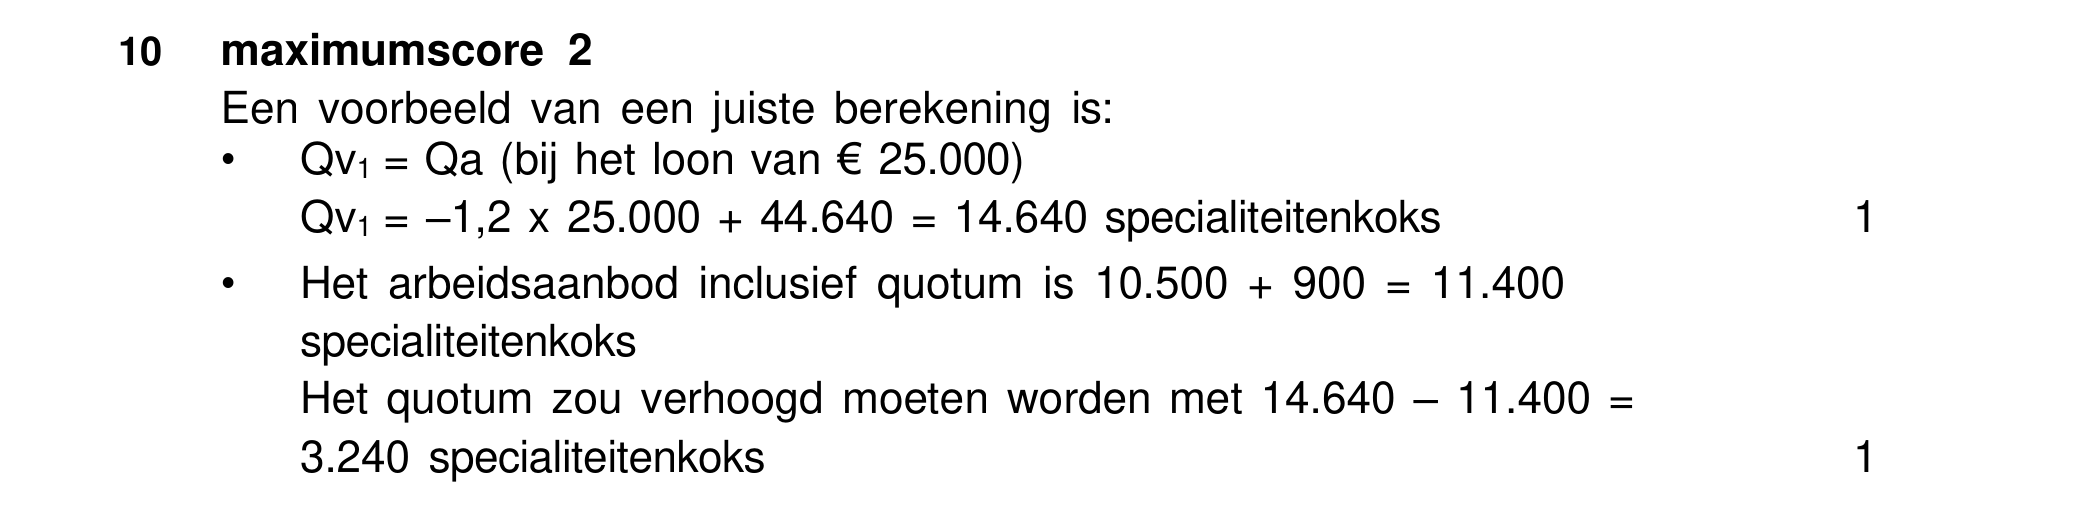 10 maximumscore 2
Een voorbeeld van een juiste berekening is:
• Qv₁ = Qa (bij het loon van € 25.000)
Qv₁ = –1,2 x 25.000 + 44.640 = 14.640 specialiteitenkoks 1
• Het arbeidsaanbod inclusief quotum is 10.500 + 900 = 11.400
specialiteitenkoks
Het quotum zou verhoogd moeten worden met 14.640 – 11.400 =
3.240 specialiteitenkoks 1